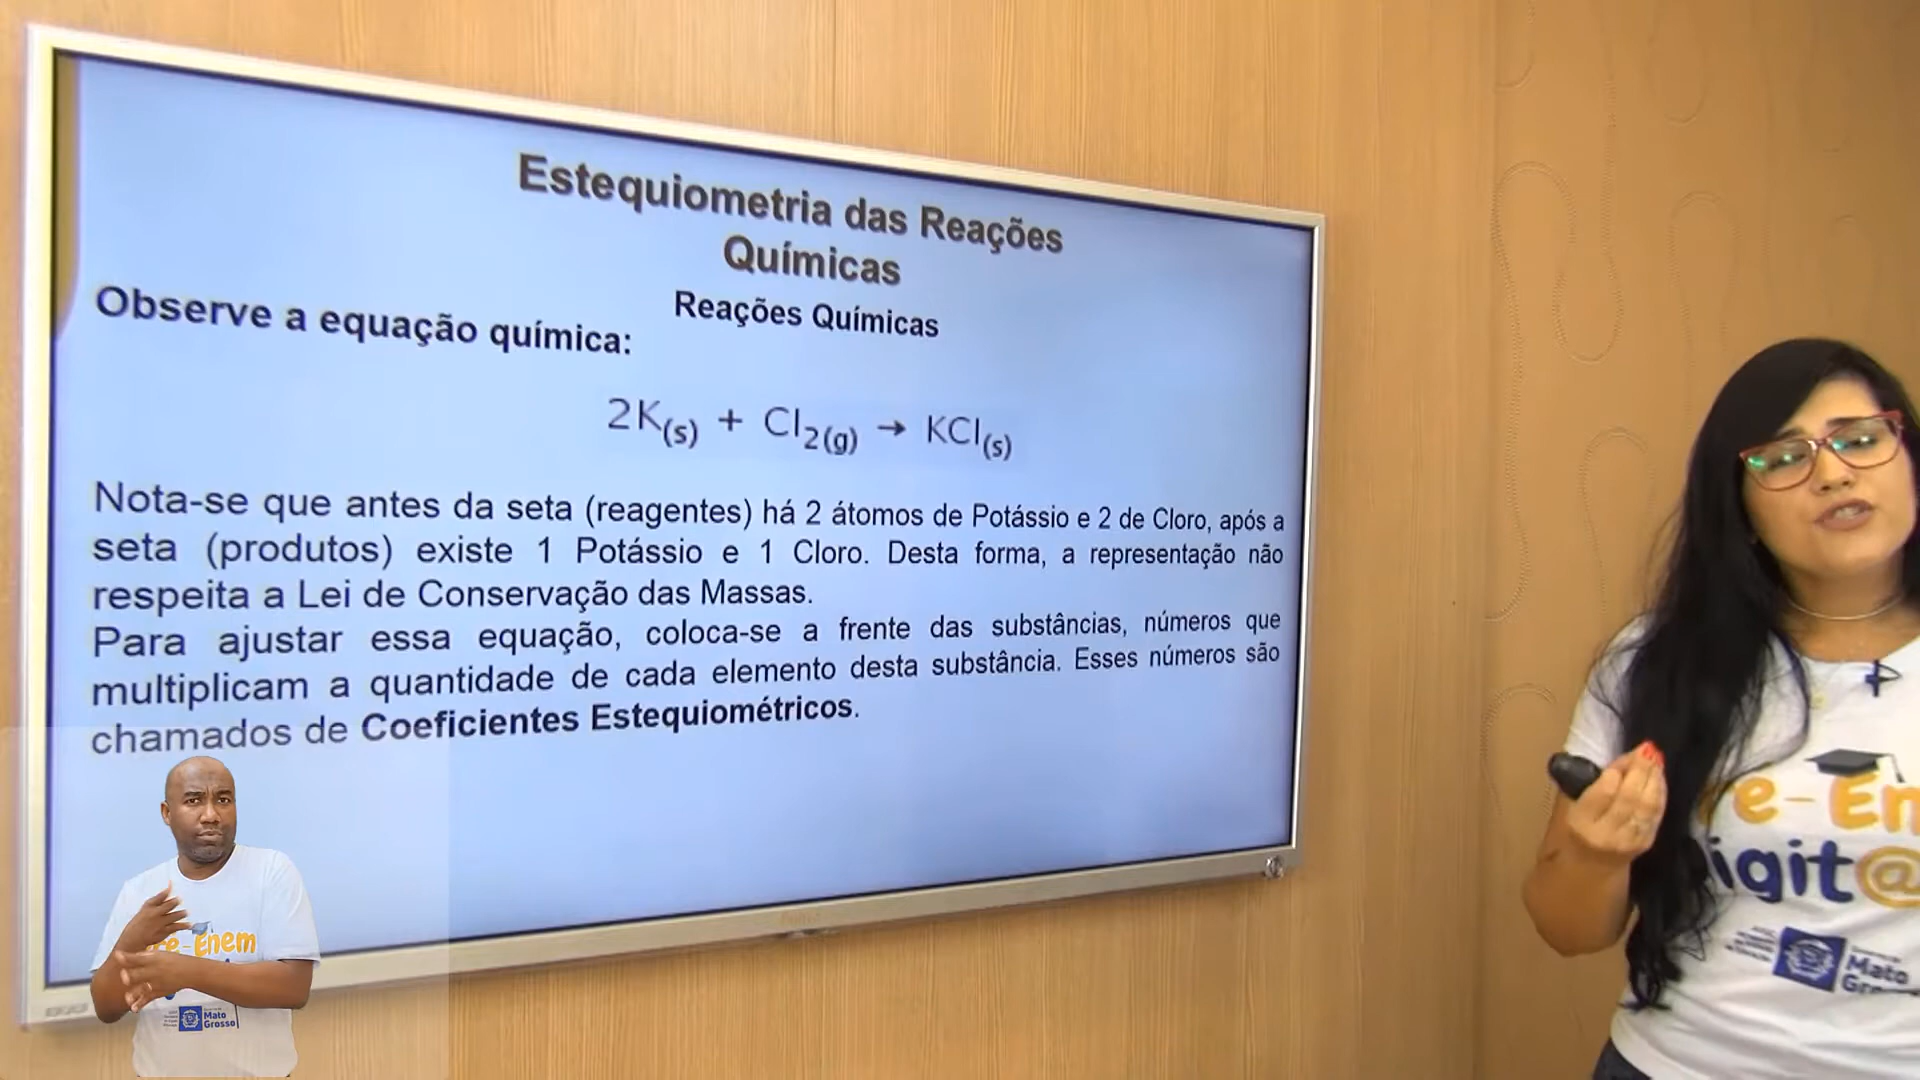 Estequiometria das Reações
Químicas
Reações Químicas
Observe a equação química:
2K(s) + Cl2(g) → KCl(s)
Nota-se que antes da seta (reagentes) há 2 átomos de Potássio e 2 de Cloro, após a
seta (produtos) existe 1 Potássio e 1 Cloro. Desta forma, a representação não
respeita a Lei de Conservação das Massas.
Para ajustar essa equação, coloca-se a frente das substâncias, números que
multiplicam a quantidade de cada elemento desta substância. Esses números são
chamados de Coeficientes Estequiométricos.
e-En
igit@
Mato
e-Enem
Mato
Grosso